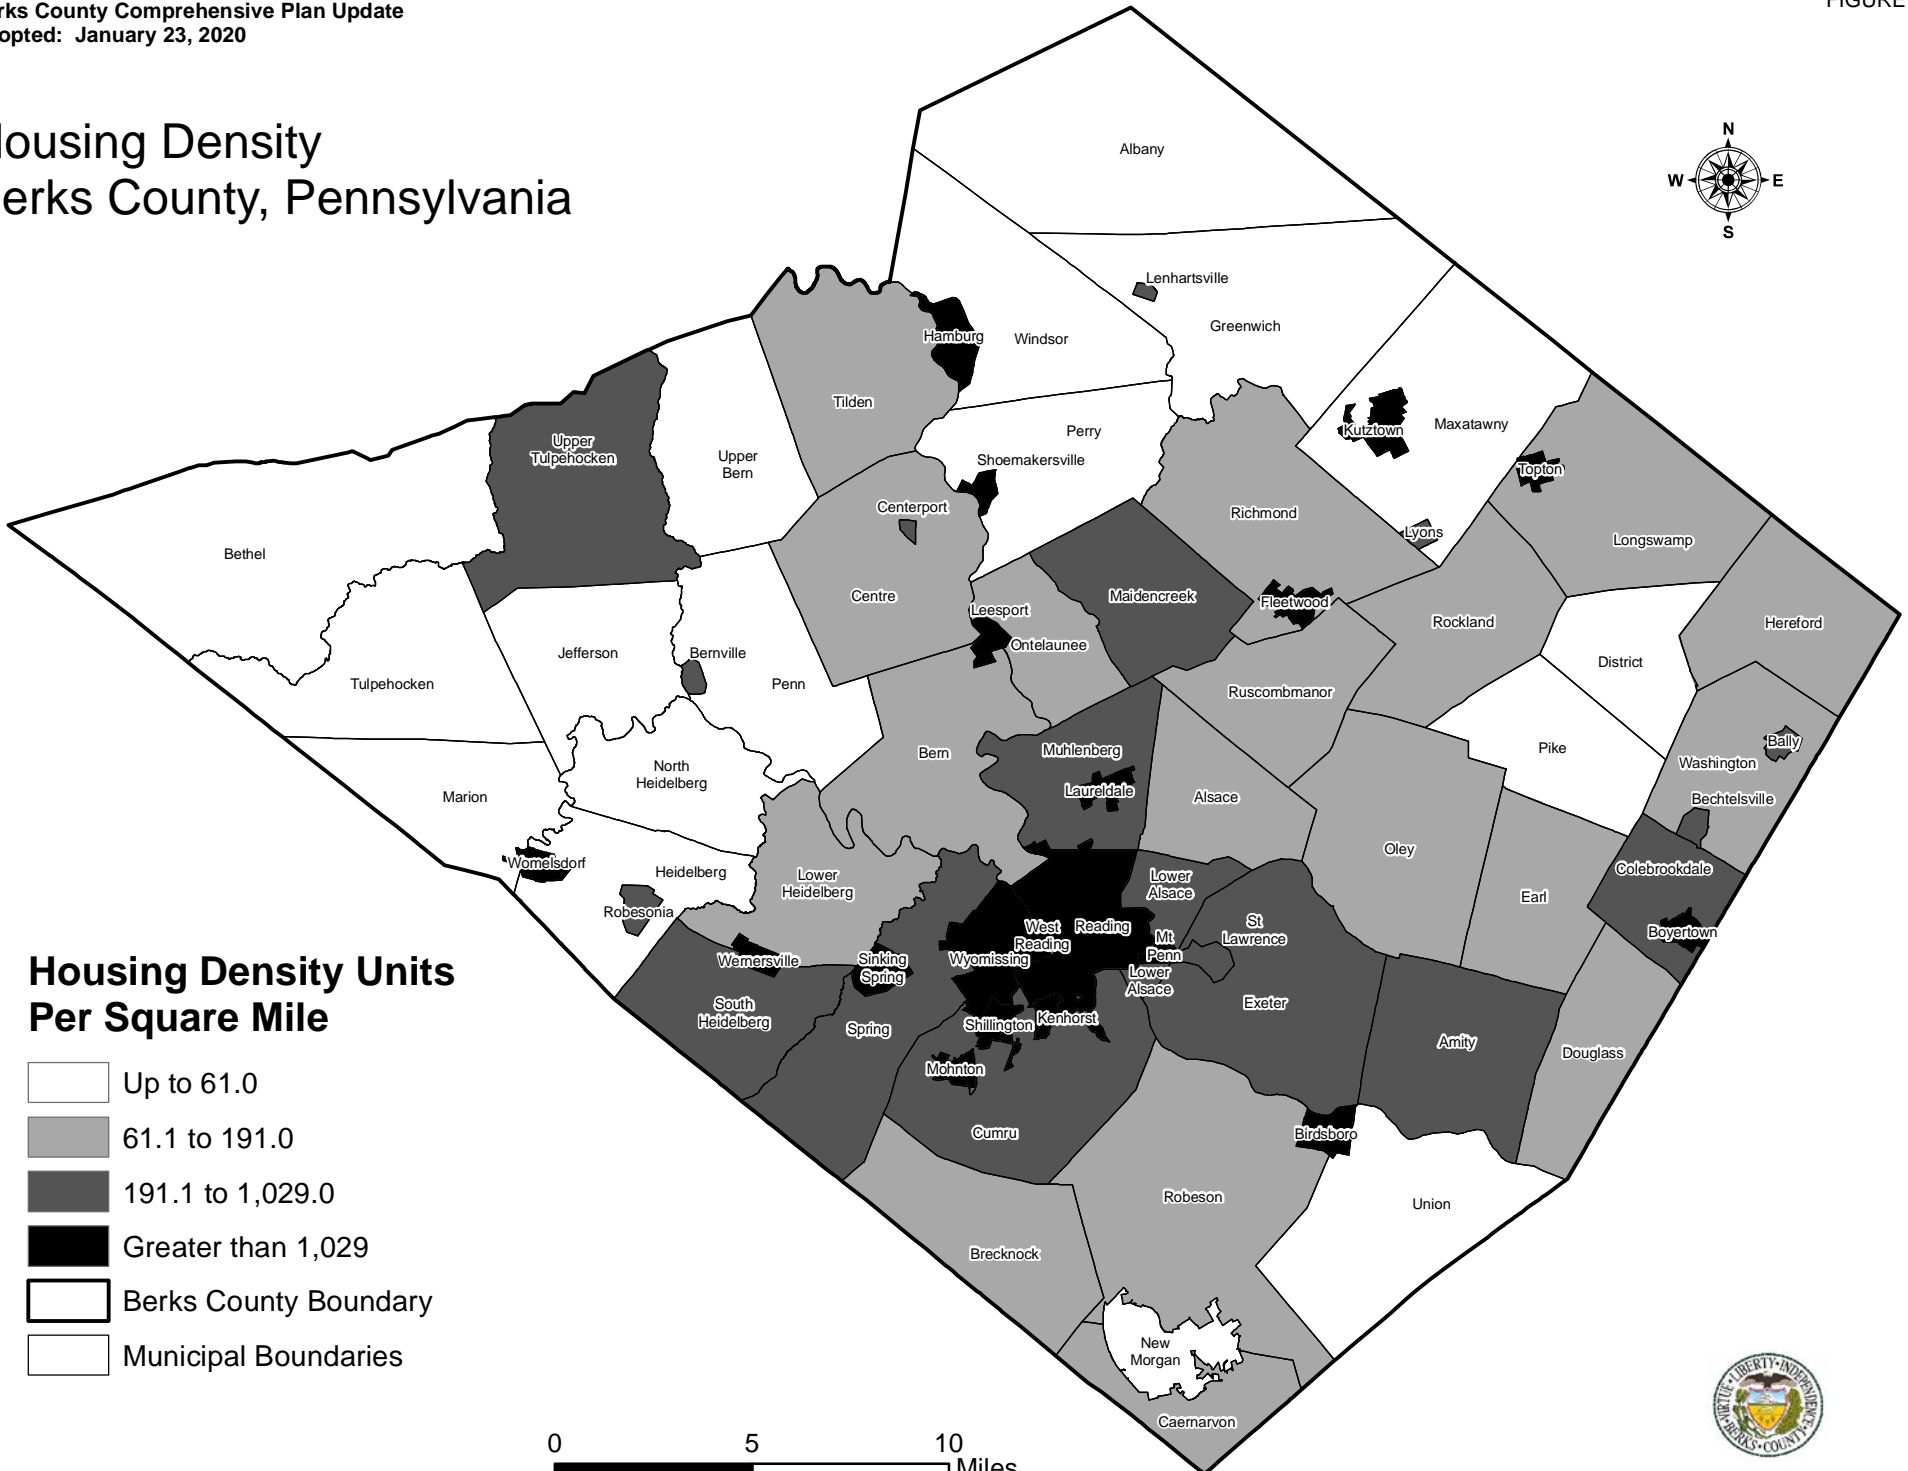 rks County Comprehensive Plan Update
opted: January 23, 2020
FIGURE
ousing Density
erks County, Pennsylvania
N
W
E
S
Albany
Lenhartsville
Greenwich
Hamburg
Windsor
Tilden
Perry
Kutztown
Maxatawny
Upper
Tulpehocken
Upper
Bern
Shoemakersville
Topton
Centerport
Richmond
Lyons
Longswamp
Bethel
Centre
Maidencreek
Fleetwood
Leesport
Rockland
Hereford
Jefferson
Bernville
Ontelaunee
District
Tulpehocken
Penn
Ruscombmanor
Bern
Muhlenberg
Pike
Bally
Washington
North
Heidelberg
Marion
Laureldale
Alsace
Bechtelsville
Womelsdorf
Heidelberg
Lower
Heidelberg
Lower
Alsace
Oley
Colebrookdale
Earl
Robesonia
West
Reading
Reading
St
Lawrence
Mt
Penn
Boyertown
Wernersville
Sinking
Spring
Wyomissing
Lower
Alsace
South
Heidelberg
Spring
Shillington
Kenhorst
Exeter
Amity
Douglass
Mohnton
Cumru
Birdsboro
Robeson
Union
Brecknock
New
Morgan
Caernarvon
Housing Density Units
Per Square Mile
Up to 61.0
61.1 to 191.0
191.1 to 1,029.0
Greater than 1,029
Berks County Boundary
Municipal Boundaries
0 5 10
Miles
VIRTUE • LIBERTY • INDEPENDENCE
BERKS • COUNTY